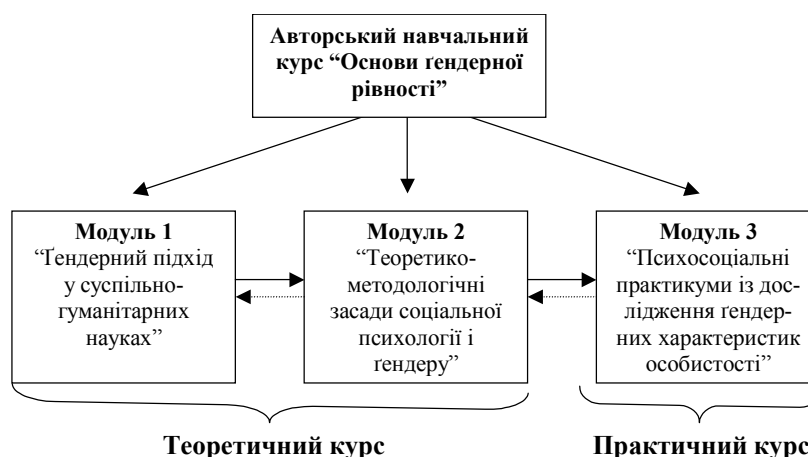 Авторський навчальний
курс “Основи ґендерної
рівності”
Модуль 1
“Ґендерний підхід
у суспільно-
гуманітарних
науках”
Модуль 2
“Теоретико-
методологічні
засади соціальної
психології і
ґендеру”
Модуль 3
“Психосоціальні
практикуми із дос-
лідження ґендер-
них характеристик
особистості”
Теоретичний курс
Практичний курс